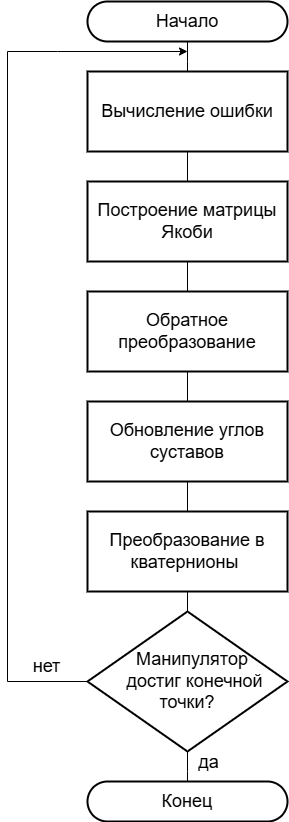 Начало
Вычисление ошибки
Построение матрицы
Якоби
Обратное
преобразование
Обновление углов
суставов
Преобразование в
кватернионы
Манипулятор
достиг конечной
точки?
нет
да
Конец